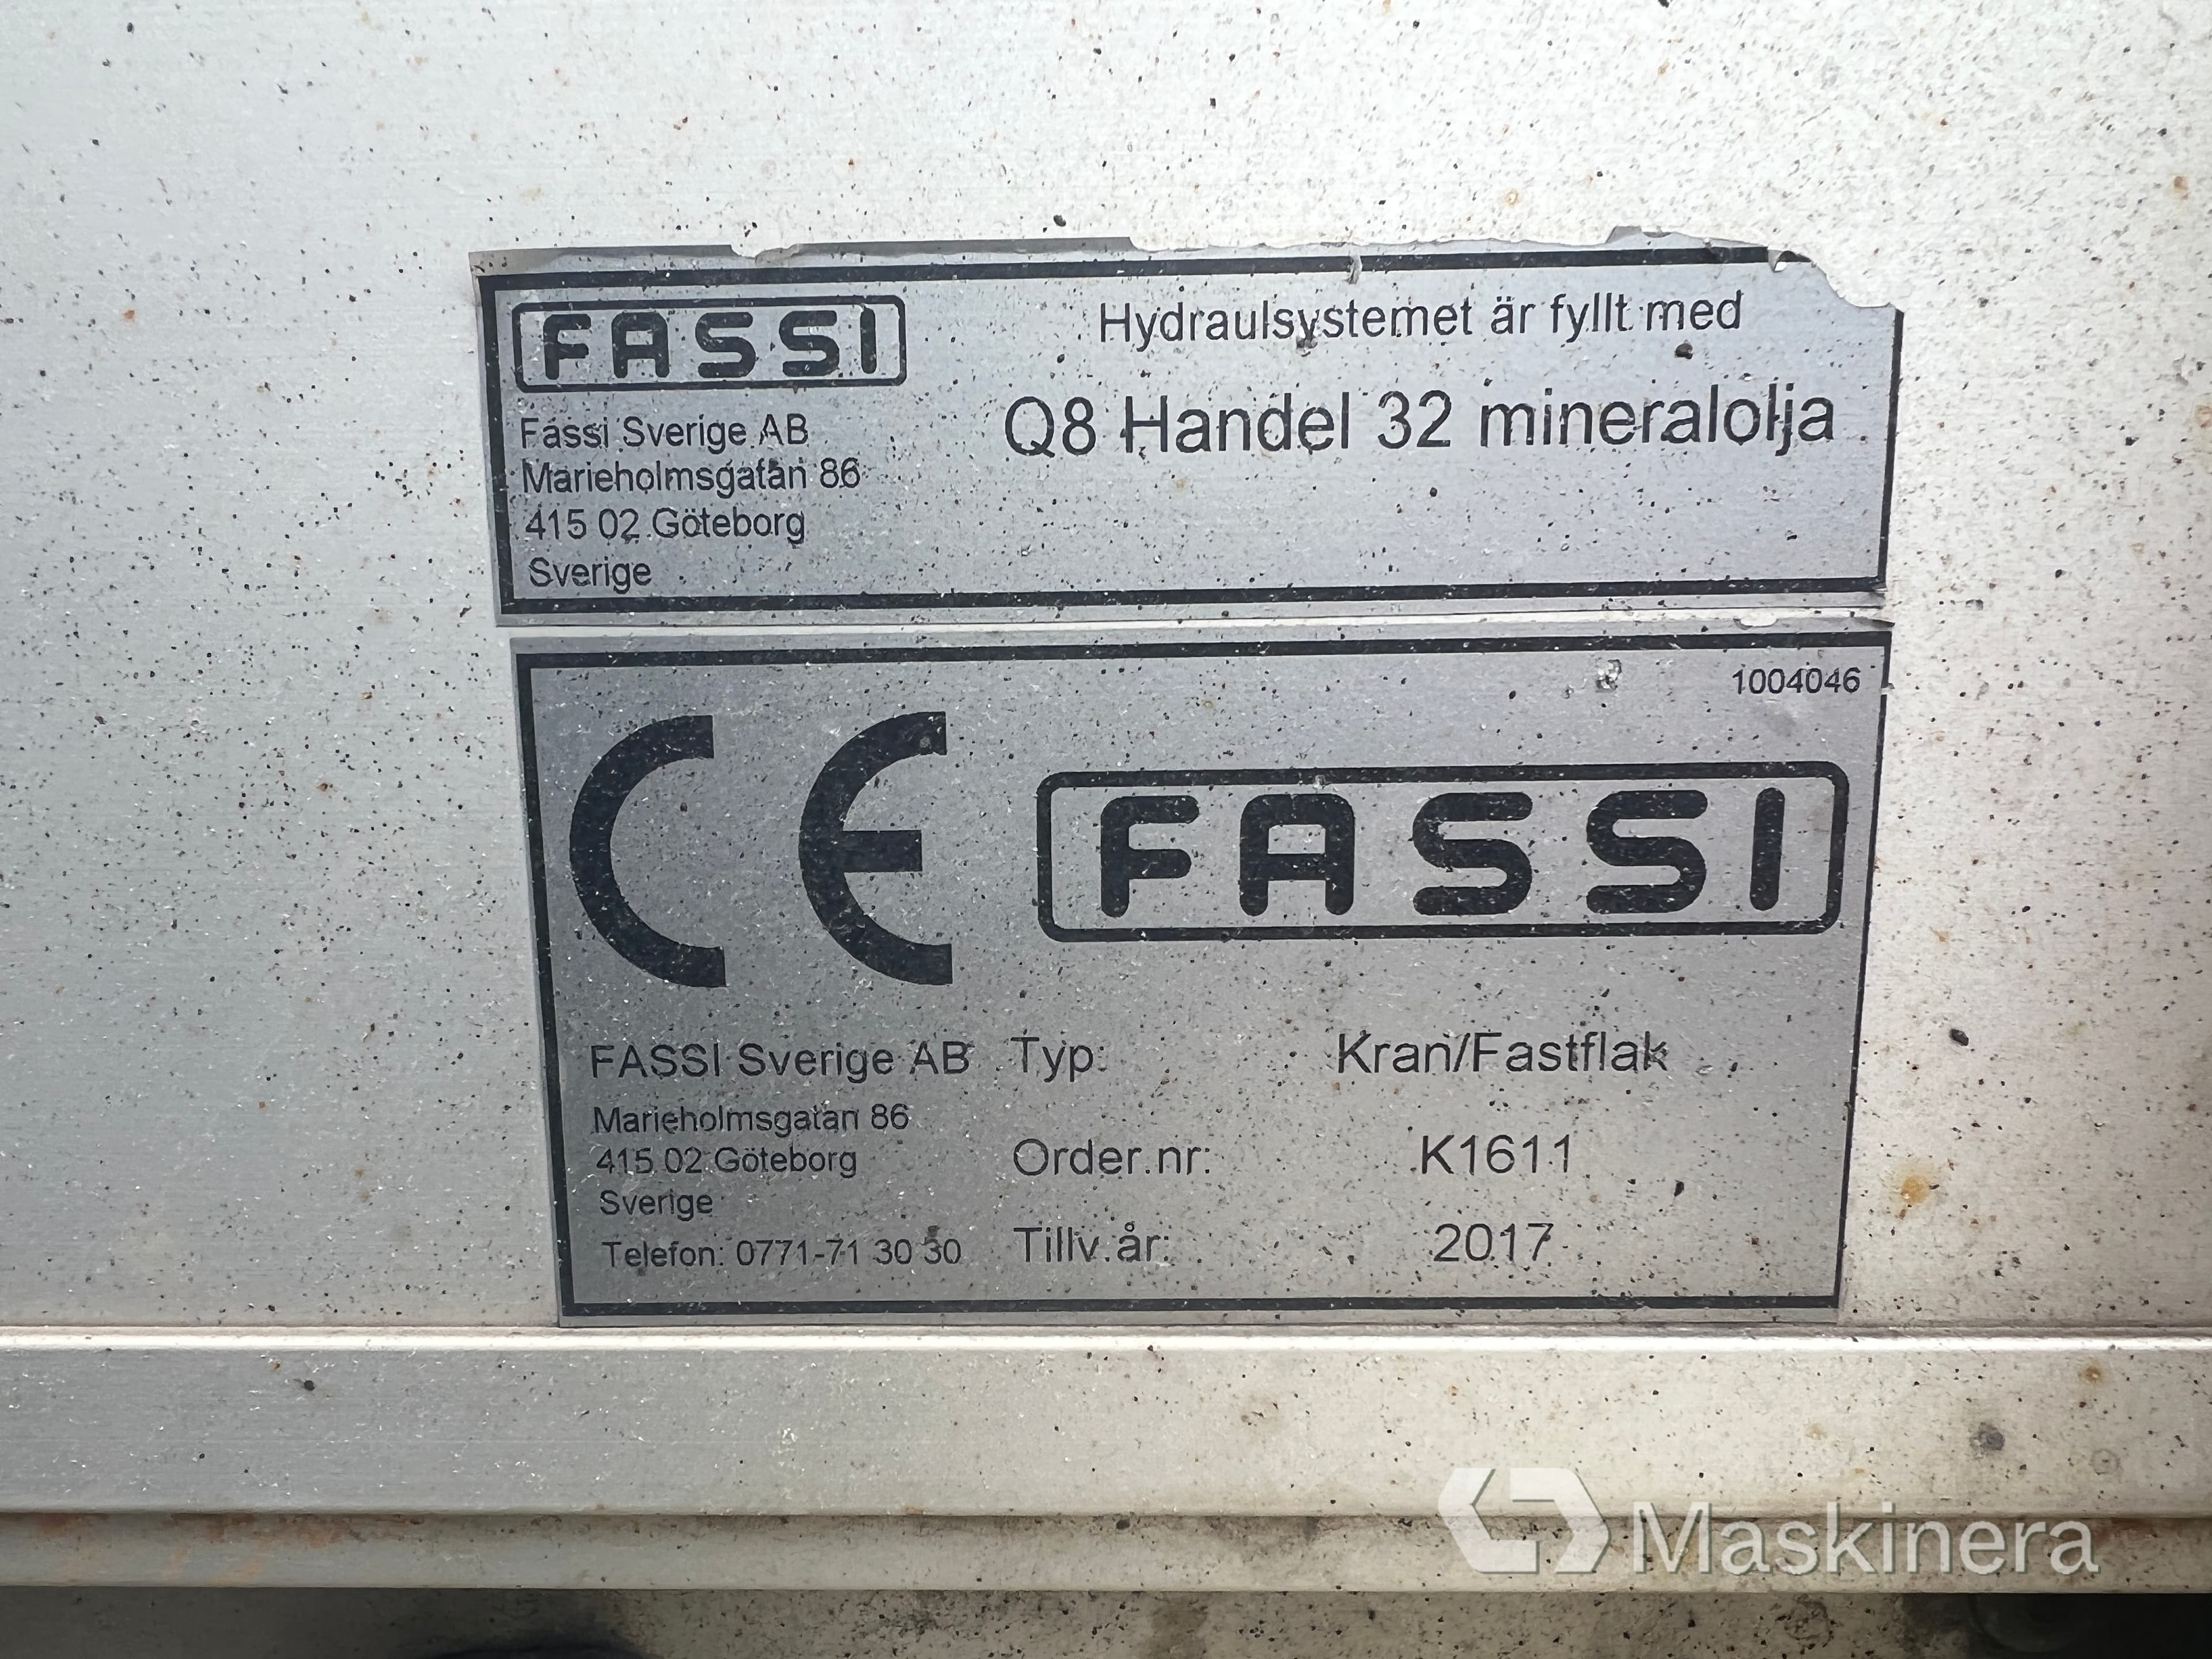 FASSI
Hydraulsystemet är fyllt med
Q8 Handel 32 mineralolja
Fassi Sverige AB
Marieholmsgatan 86
415 02 Göteborg
Sverige
1004046
CE
FASSI
FASSI Sverige AB
Marieholmsgatan 86
415 02 Göteborg
Sverige
Telefon: 0771-71 30 30
Typ: Kran/Fastflak
Order.nr: K1611
Tillv.år: 2017
Maskinera